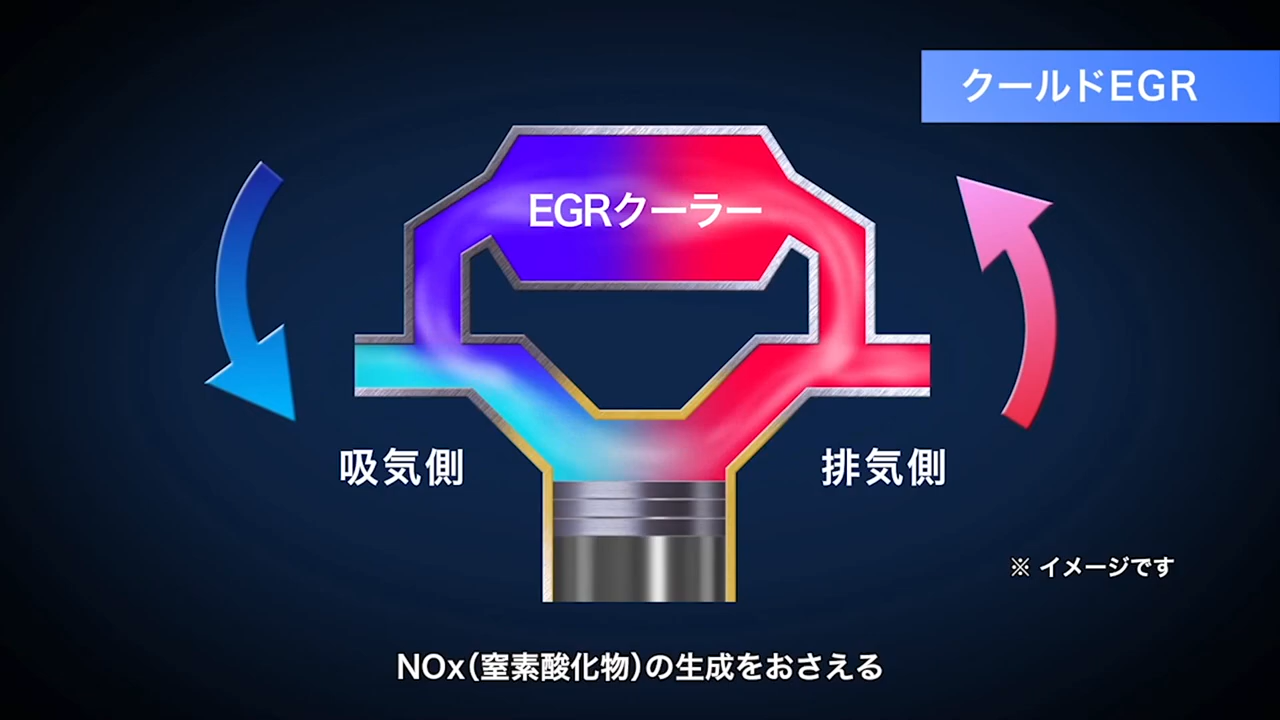 クールドEGR
EGRクーラー
吸気側
排気側
※ イメージです
NOx(窒素酸化物)の生成をおさえる